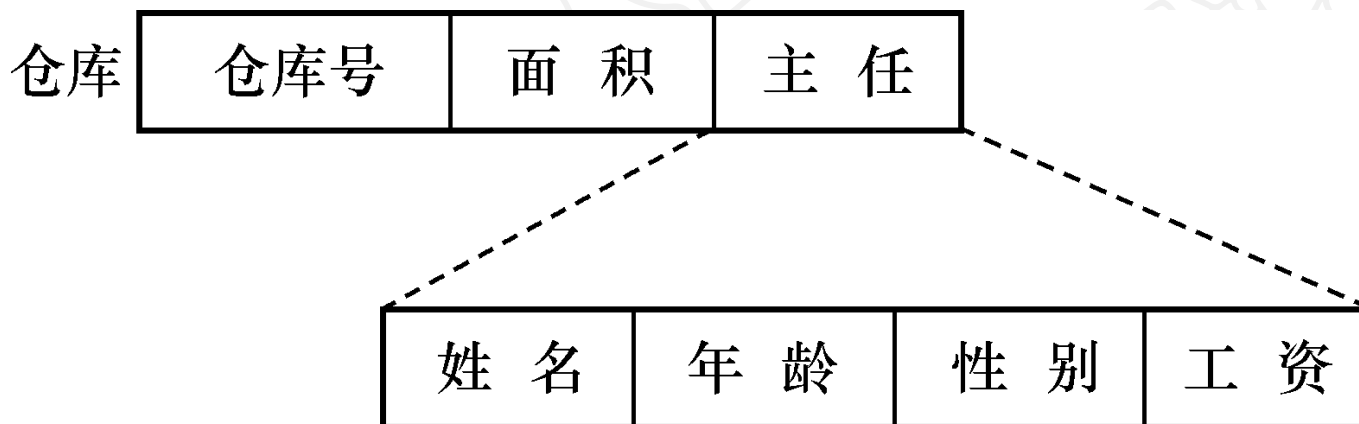 仓库 仓库号 面 积 主 任
姓 名 年 龄 性 别 工 资